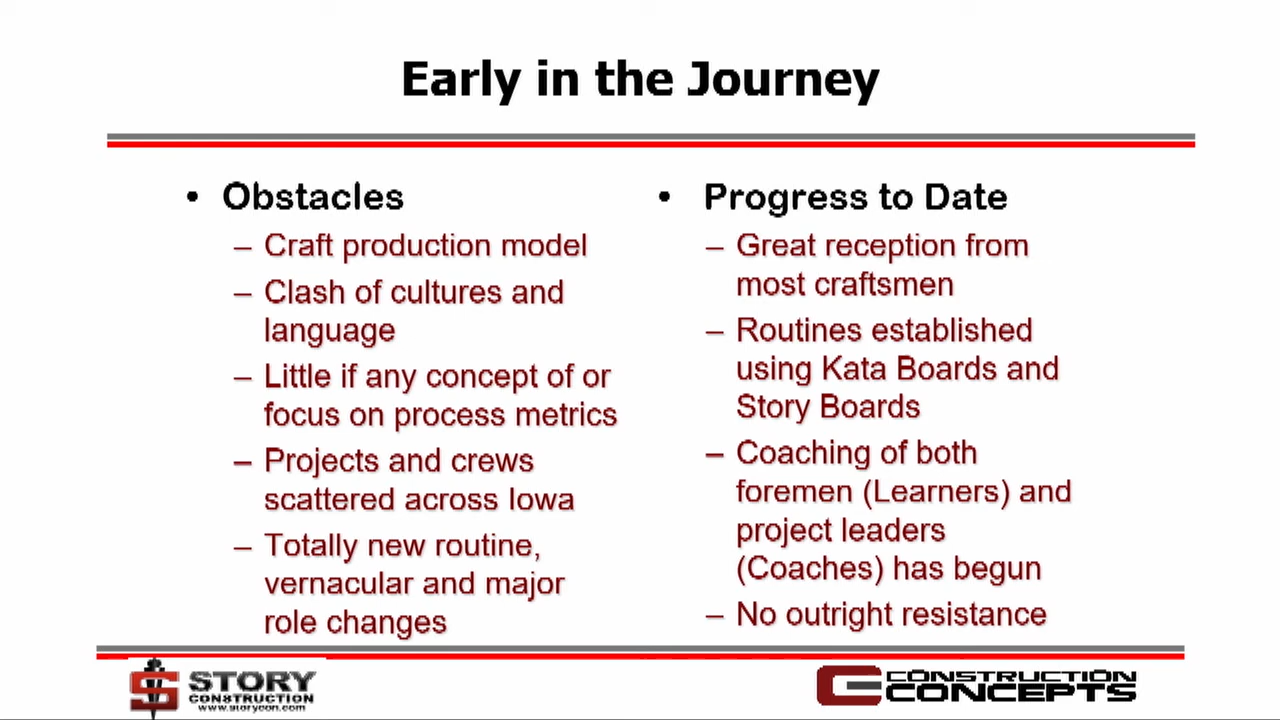 Early in the Journey
• Obstacles
– Craft production model
– Clash of cultures and
language
– Little if any concept of or
focus on process metrics
– Projects and crews
scattered across Iowa
– Totally new routine,
vernacular and major
role changes
• Progress to Date
– Great reception from
most craftsmen
– Routines established
using Kata Boards and
Story Boards
– Coaching of both
foremen (Learners) and
project leaders
(Coaches) has begun
– No outright resistance
STORY
CONSTRUCTION
www.storycon.com
CONSTRUCTION
CONCEPTS